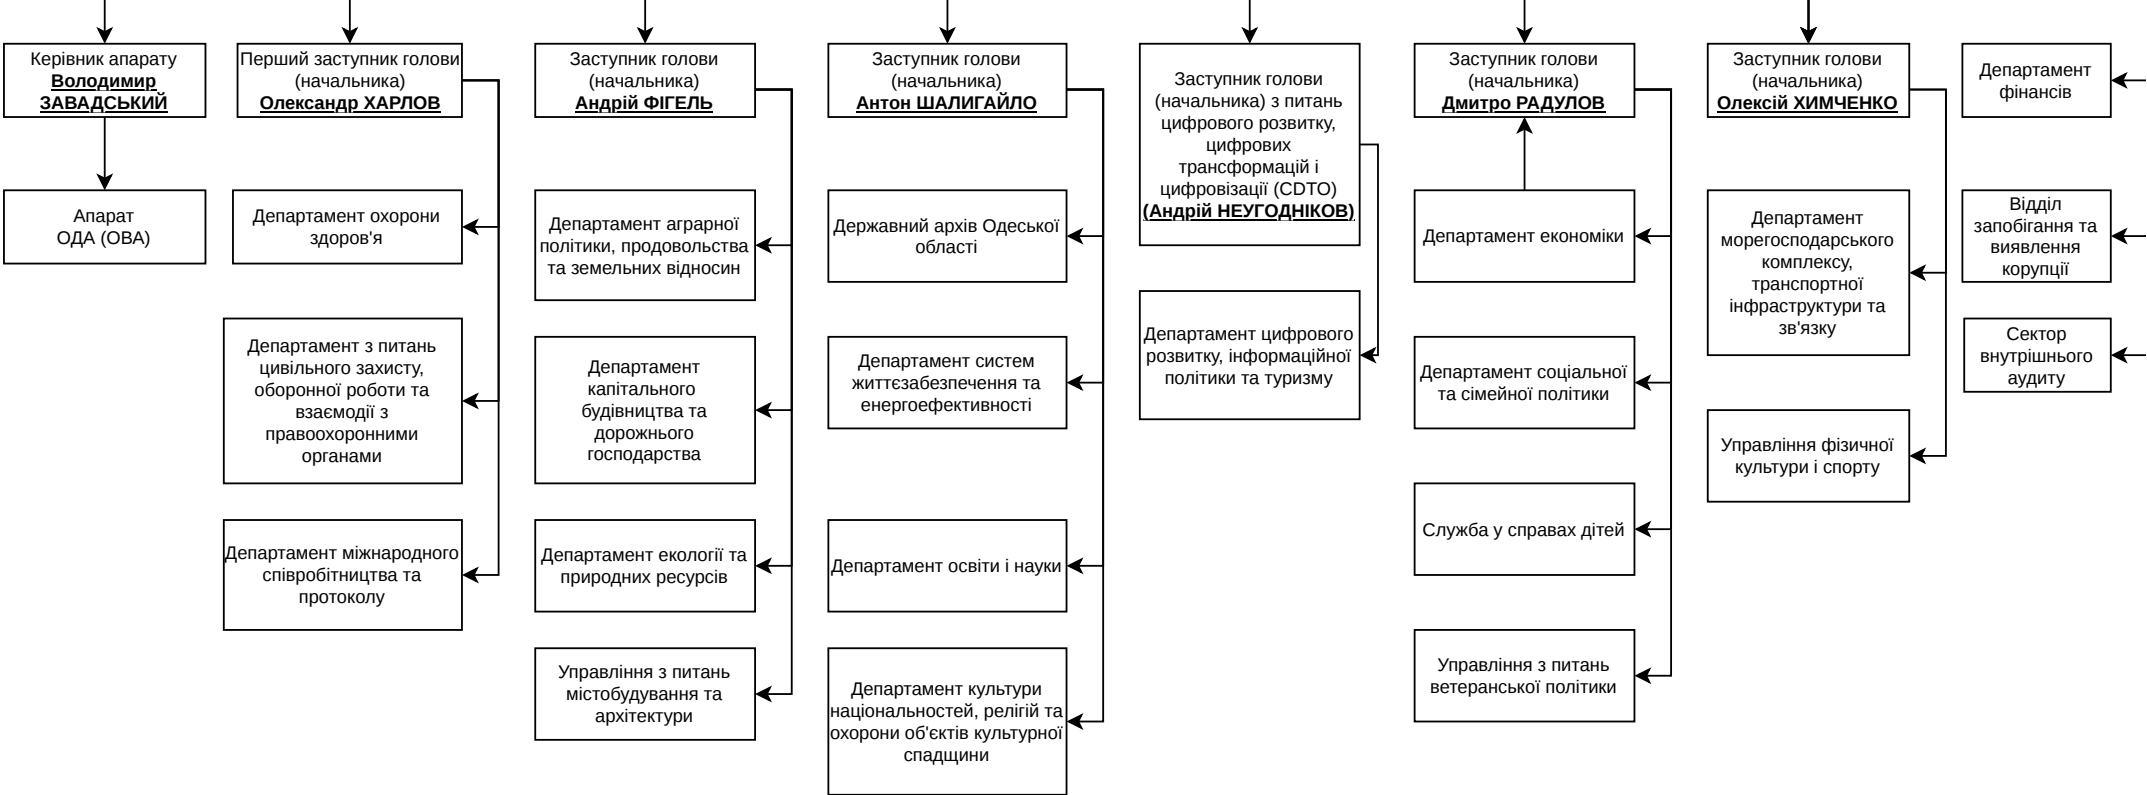 Керівник апарату
Володимир
ЗАВАДСЬКИЙ
Апарат
ОДА (ОВА)
Перший заступник голови
(начальника)
Олександр ХАРЛОВ
Департамент охорони
здоров'я
Департамент з питань
цивільного захисту,
оборонної роботи та
взаємодії з
правоохоронними
органами
Департамент міжнародного
співробітництва та
протоколу
Заступник голови
(начальника)
Андрій ФІГЕЛЬ
Департамент аграрної
політики, продовольства
та земельних відносин
Департамент
капітального
будівництва та
дорожнього
господарства
Департамент екології та
природних ресурсів
Управління з питань
містобудування та
архітектури
Заступник голови
(начальника)
Антон ШАЛИГАЙЛО
Державний архів Одеської
області
Департамент систем
життєзабезпечення та
енергоефективності
Департамент освіти і науки
Департамент культури
національностей, релігій та
охорони об'єктів культурної
спадщини
Заступник голови
(начальника) з питань
цифрового розвитку,
цифрових
трансформацій і
цифровізації (CDTO)
(Андрій НЕУГОДНІКОВ)
Департамент цифрового
розвитку, інформаційної
політики та туризму
Заступник голови
(начальника)
Дмитро РАДУЛОВ
Департамент економіки
Департамент соціальної
та сімейної політики
Служба у справах дітей
Управління з питань
ветеранської політики
Заступник голови
(начальника)
Олексій ХИМЧЕНКО
Департамент
морегосподарського
комплексу,
транспортної
інфраструктури та
зв'язку
Управління фізичної
культури і спорту
Департамент
фінансів
Відділ
запобігання та
виявлення
корупції
Сектор
внутрішнього
аудиту